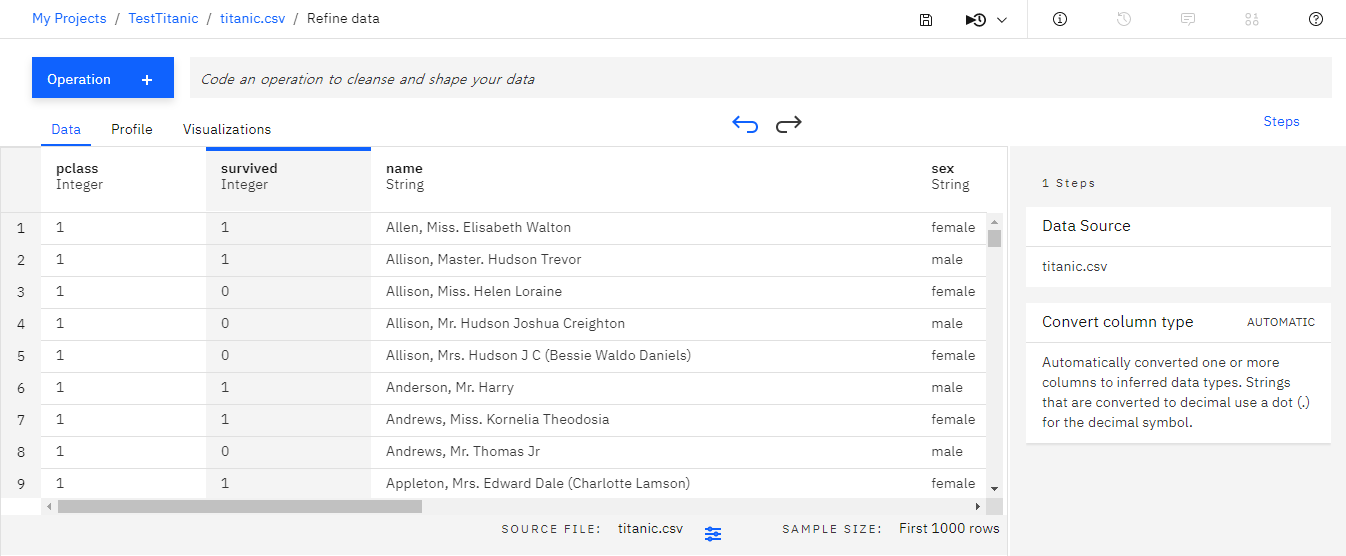 My Projects / TestTitanic / titanic.csv / Refine data
Operation +
Code an operation to cleanse and shape your data
Data Profile Visualizations
Steps
pclass survived name sex
Integer Integer String String
1 1 1 Allen, Miss. Elisabeth Walton female
2 1 1 Allison, Master. Hudson Trevor male
3 1 0 Allison, Miss. Helen Loraine female
4 1 0 Allison, Mr. Hudson Joshua Creighton male
5 1 0 Allison, Mrs. Hudson J C (Bessie Waldo Daniels) female
6 1 1 Anderson, Mr. Harry male
7 1 1 Andrews, Miss. Kornelia Theodosia female
8 1 0 Andrews, Mr. Thomas Jr male
9 1 1 Appleton, Mrs. Edward Dale (Charlotte Lamson) female
SOURCE FILE: titanic.csv SAMPLE SIZE: First 1000 rows
1 Steps
Data Source
titanic.csv
Convert column type AUTOMATIC
Automatically converted one or more
columns to inferred data types. Strings
that are converted to decimal use a dot (.)
for the decimal symbol.